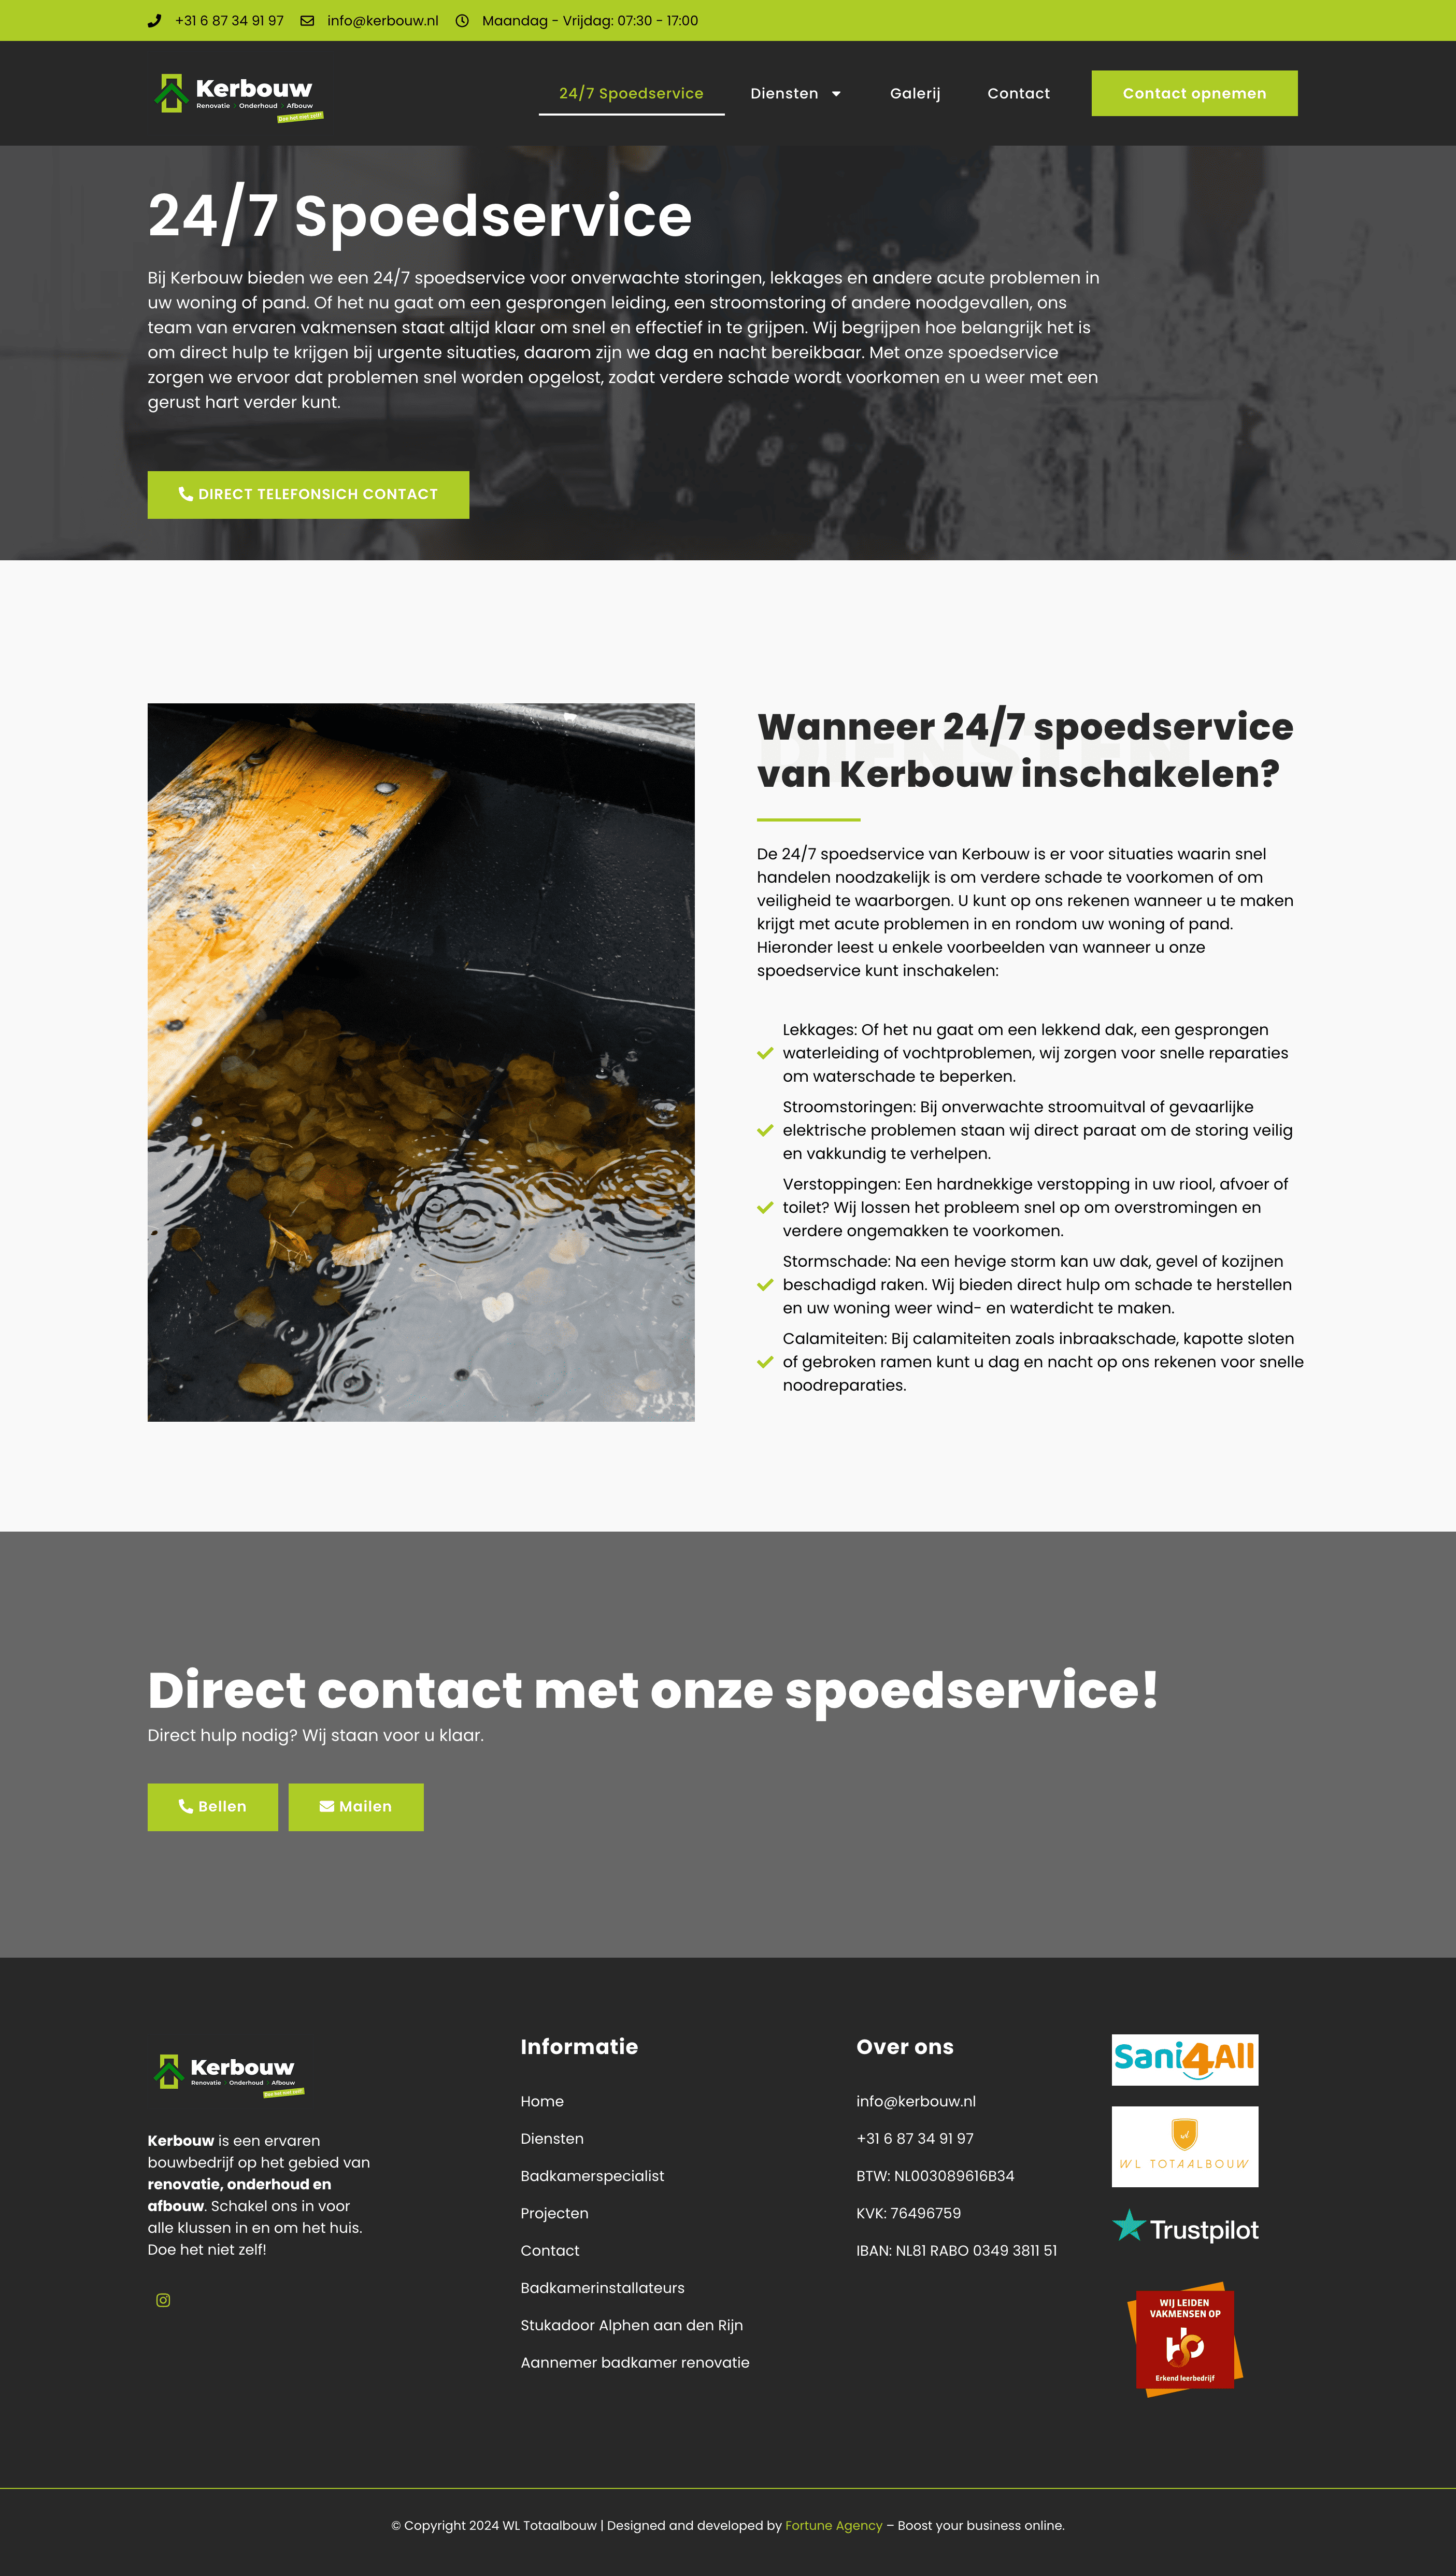 +31 6 87 34 91 97 info@kerbouw.nl Maandag - Vrijdag: 07:30 - 17:00
Kerbouw
Renovatie Onderhoud Afbouw
Doe het niet zelf!
24/7 Spoedservice Diensten Galerij Contact Contact opnemen
24/7 Spoedservice
Bij Kerbouw bieden we een 24/7 spoedservice voor onverwachte storingen, lekkages en andere acute problemen in
uw woning of pand. Of het nu gaat om een gesprongen leiding, een stroomstoring of andere noodgevallen, ons
team van ervaren vakmensen staat altijd klaar om snel en effectief in te grijpen. Wij begrijpen hoe belangrijk het is
om direct hulp te krijgen bij urgente situaties, daarom zijn we dag en nacht bereikbaar. Met onze spoedservice
zorgen we ervoor dat problemen snel worden opgelost, zodat verdere schade wordt voorkomen en u weer met een
gerust hart verder kunt.
DIRECT TELEFONSICH CONTACT
DIENSTEN
Wanneer 24/7 spoedservice
van Kerbouw inschakelen?
De 24/7 spoedservice van Kerbouw is er voor situaties waarin snel
handelen noodzakelijk is om verdere schade te voorkomen of om
veiligheid te waarborgen. U kunt op ons rekenen wanneer u te maken
krijgt met acute problemen in en rondom uw woning of pand.
Hieronder leest u enkele voorbeelden van wanneer u onze
spoedservice kunt inschakelen:
Lekkages: Of het nu gaat om een lekkend dak, een gesprongen
waterleiding of vochtproblemen, wij zorgen voor snelle reparaties
om waterschade te beperken.
Stroomstoringen: Bij onverwachte stroomuitval of gevaarlijke
elektrische problemen staan wij direct paraat om de storing veilig
en vakkundig te verhelpen.
Verstoppingen: Een hardnekkige verstopping in uw riool, afvoer of
toilet? Wij lossen het probleem snel op om overstromingen en
verdere ongemakken te voorkomen.
Stormschade: Na een hevige storm kan uw dak, gevel of kozijnen
beschadigd raken. Wij bieden direct hulp om schade te herstellen
en uw woning weer wind- en waterdicht te maken.
Calamiteiten: Bij calamiteiten zoals inbraakschade, kapotte sloten
of gebroken ramen kunt u dag en nacht op ons rekenen voor snelle
noodreparaties.
Direct contact met onze spoedservice!
Direct hulp nodig? Wij staan voor u klaar.
Bellen Mailen
Kerbouw
Renovatie Onderhoud Afbouw
Doe het niet zelf!
Kerbouw is een ervaren
bouwbedrijf op het gebied van
renovatie, onderhoud en
afbouw. Schakel ons in voor
alle klussen in en om het huis.
Doe het niet zelf!
Informatie
Home
Diensten
Badkamerspecialist
Projecten
Contact
Badkamerinstallateurs
Stukadoor Alphen aan den Rijn
Aannemer badkamer renovatie
Over ons
info@kerbouw.nl
+31 6 87 34 91 97
BTW: NL003089616B34
KVK: 76496759
IBAN: NL81 RABO 0349 3811 51
Sani4All
wl
WL TOTAALBOUW
Trustpilot
WIJ LEIDEN
VAKMENSEN OP
Erkend leerbedrijf
© Copyright 2024 WL Totaalbouw | Designed and developed by Fortune Agency – Boost your business online.